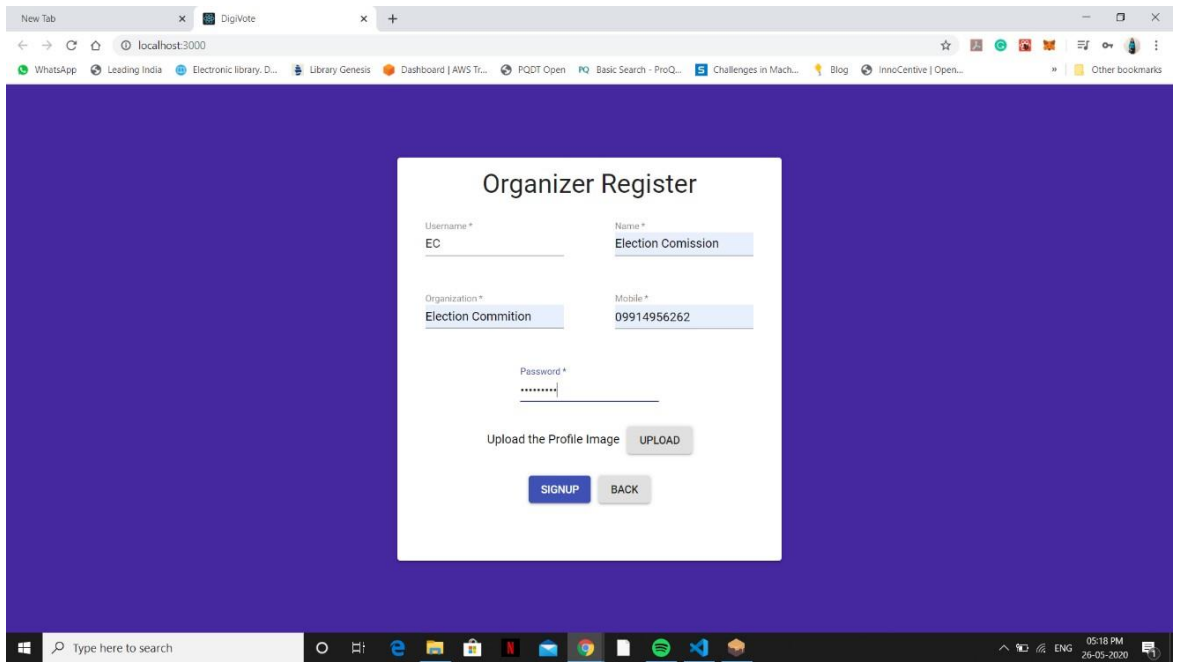 New Tab
DigiVote
localhost:3000
WhatsApp
Leading India
Electronic library. D...
Library Genesis
Dashboard | AWS Tr...
PQDT Open
Basic Search - ProQ...
Challenges in Mach...
Blog
InnoCentive | Open...
»
Other bookmarks
Organizer Register
Username *
Name *
EC
Election Comission
Organization *
Mobile *
Election Commition
09914956262
Password *
•••••••••
Upload the Profile Image
UPLOAD
SIGNUP
BACK
Type here to search
ENG
05:18 PM
26-05-2020